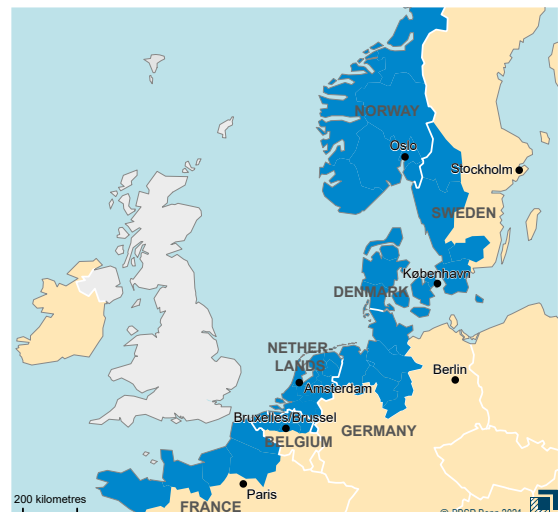 NORWAY
Oslo
Stockholm
SWEDEN
København
DENMARK
NETHER-
LANDS
Amsterdam
Berlin
Bruxelles/Brussel
BELGIUM
GERMANY
200 kilometres
Paris
FRANCE